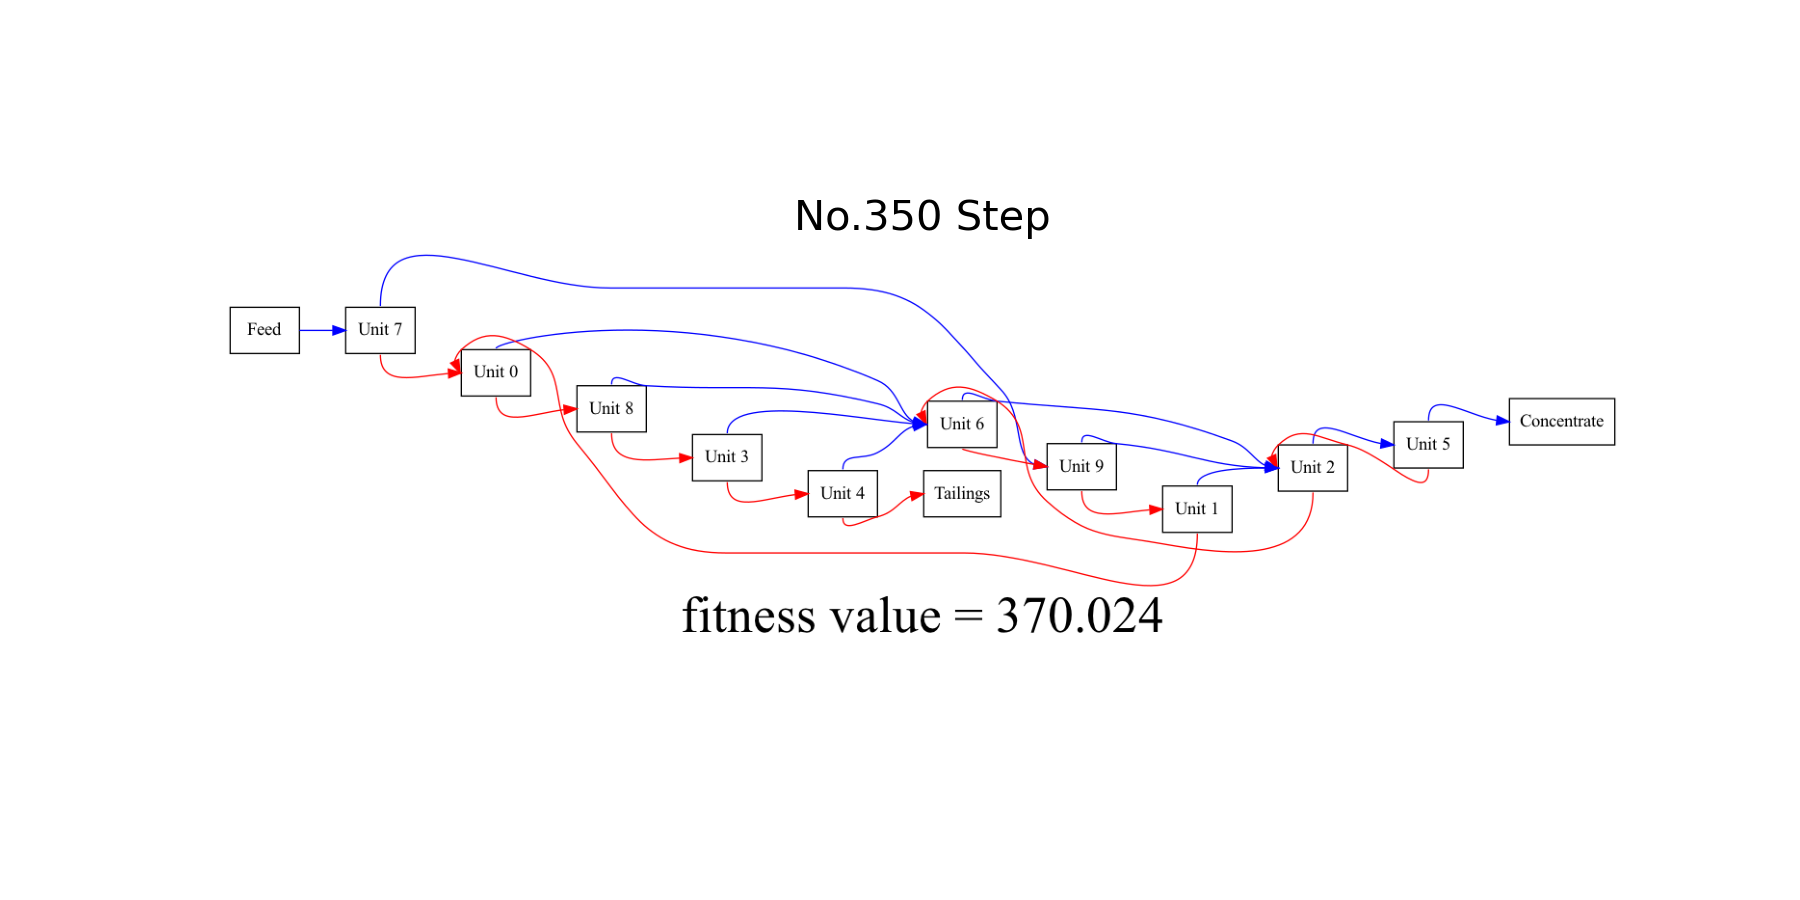 No.350 Step
Feed
Unit 7
Unit 0
Unit 8
Unit 3
Unit 4
Unit 6
Tailings
Unit 9
Unit 1
Unit 2
Unit 5
Concentrate
fitness value = 370.024